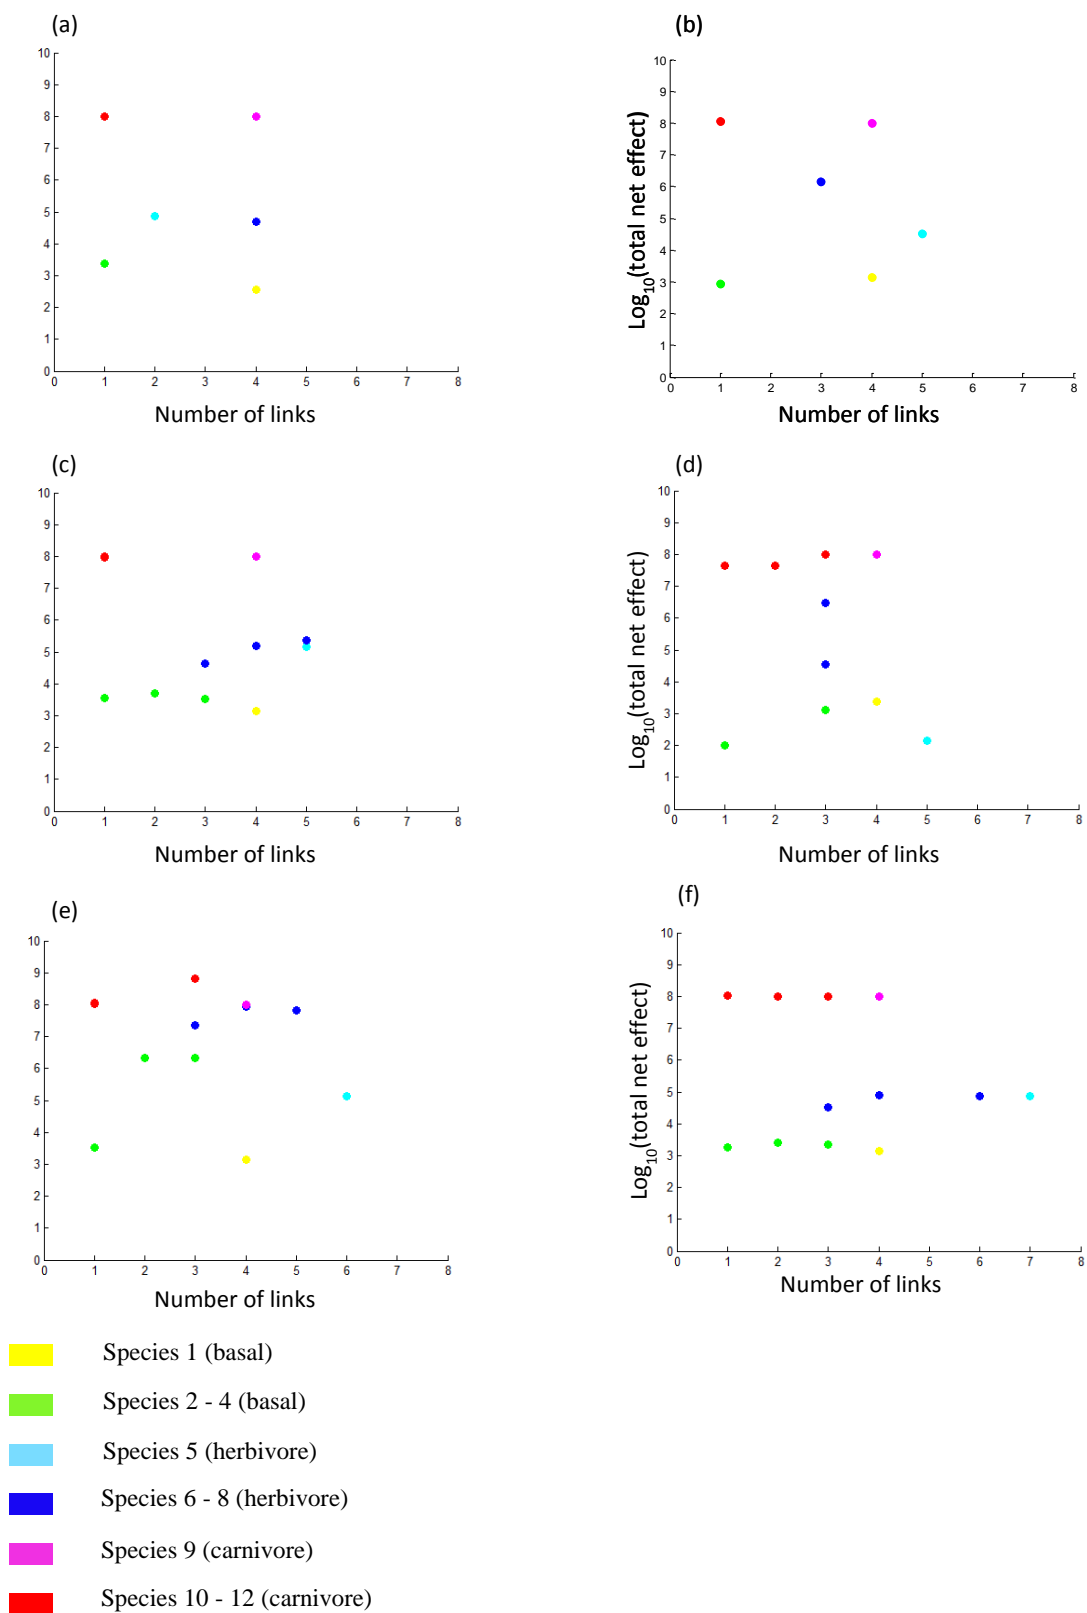 (a)
10
9
8
7
6
5
4
3
2
1
0
0 1 2 3 4 5 6 7 8
Number of links
(b)
Log10(total net effect)
10
9
8
7
6
5
4
3
2
1
0
0 1 2 3 4 5 6 7 8
Number of links
(c)
10
9
8
7
6
5
4
3
2
1
0
0 1 2 3 4 5 6 7 8
Number of links
(d)
Log10(total net effect)
10
9
8
7
6
5
4
3
2
1
0
0 1 2 3 4 5 6 7 8
Number of links
(e)
10
9
8
7
6
5
4
3
2
1
0
0 1 2 3 4 5 6 7 8
Number of links
(f)
Log10(total net effect)
10
9
8
7
6
5
4
3
2
1
0
0 1 2 3 4 5 6 7 8
Number of links
Species 1 (basal)
Species 2 - 4 (basal)
Species 5 (herbivore)
Species 6 - 8 (herbivore)
Species 9 (carnivore)
Species 10 - 12 (carnivore)